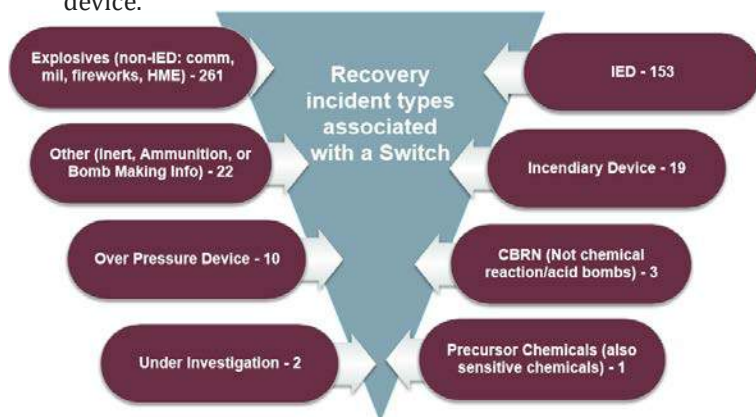 device.
Explosives (non-IED: comm,
mil, fireworks, HME) - 261
Recovery
incident types
associated
with a Switch
IED - 153
Other (Inert, Ammunition, or
Bomb Making Info) - 22
Incendiary Device - 19
Over Pressure Device - 10
CBRN (Not chemical
reaction/acid bombs) - 3
Under Investigation - 2
Precursor Chemicals (also
sensitive chemicals) - 1